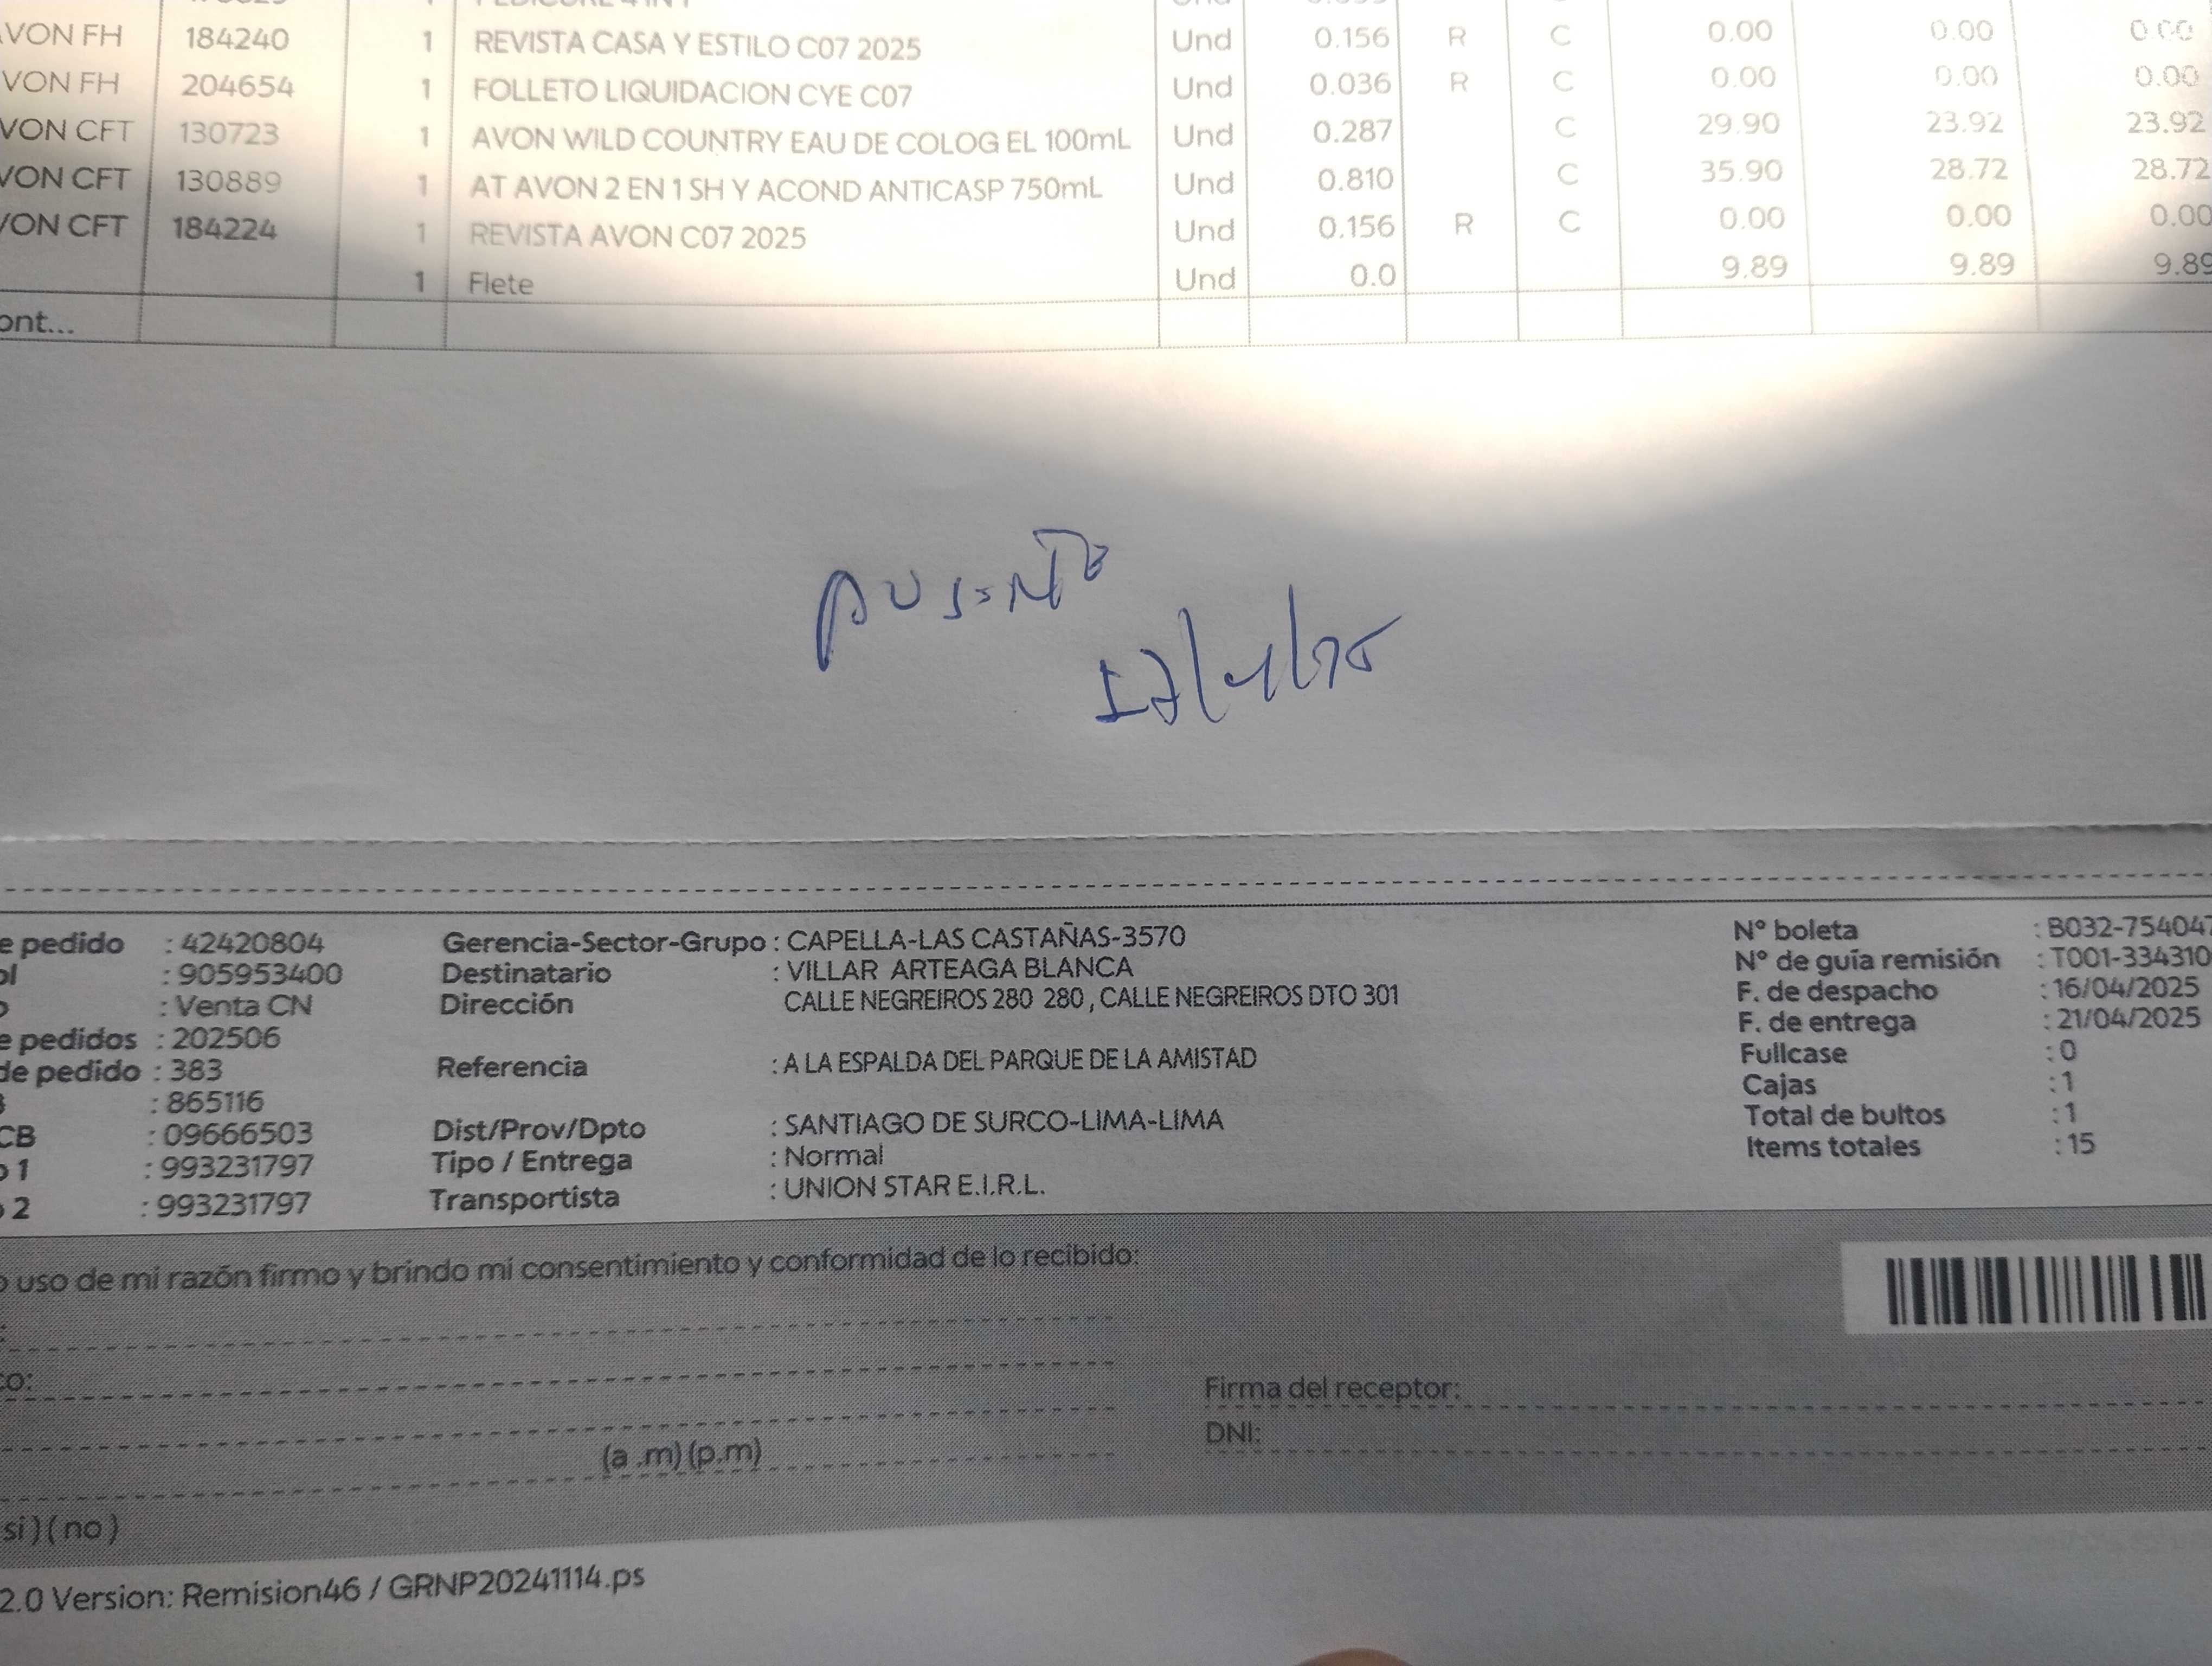 AVON FH 184240 1 REVISTA CASA Y ESTILO C07 2025 Und 0.156 R C 0.00 0.00 0.00
VON FH 204654 1 FOLLETO LIQUIDACION CYE C07 Und 0.036 R C 0.00 0.00 0.00
VON CFT 130723 1 AVON WILD COUNTRY EAU DE COLOG EL 100mL Und 0.287 C 29.90 23.92 23.92
VON CFT 130889 1 AT AVON 2 EN 1 SH Y ACOND ANTICASP 750mL Und 0.810 C 35.90 28.72 28.72
VON CFT 184224 1 REVISTA AVON C07 2025 Und 0.156 R C 0.00 0.00 0.00
1 Flete Und 0.0 9.89 9.89 9.89
ont...
AUSENTE
17/4/25
e pedido : 42420804 Gerencia-Sector-Grupo : CAPELLA-LAS CASTAÑAS-3570 N° boleta : B032-754047
ol : 905953400 Destinatario : VILLAR ARTEAGA BLANCA N° de guía remisión : T001-334310
o : Venta CN Dirección CALLE NEGREIROS 280 280 , CALLE NEGREIROS DTO 301 F. de despacho : 16/04/2025
e pedidos : 202506 F. de entrega : 21/04/2025
de pedido : 383 Referencia : A LA ESPALDA DEL PARQUE DE LA AMISTAD Fullcase : 0
: 865116 Cajas : 1
CB : 09666503 Dist/Prov/Dpto : SANTIAGO DE SURCO-LIMA-LIMA Total de bultos : 1
o 1 : 993231797 Tipo / Entrega : Normal Items totales : 15
o 2 : 993231797 Transportista : UNION STAR E.I.R.L.
o uso de mi razón firmo y brindo mi consentimiento y conformidad de lo recibido:
co:
Firma del receptor:
DNI:
(a .m) (p.m)
si ) ( no )
2.0 Version: Remision46 / GRNP20241114.ps